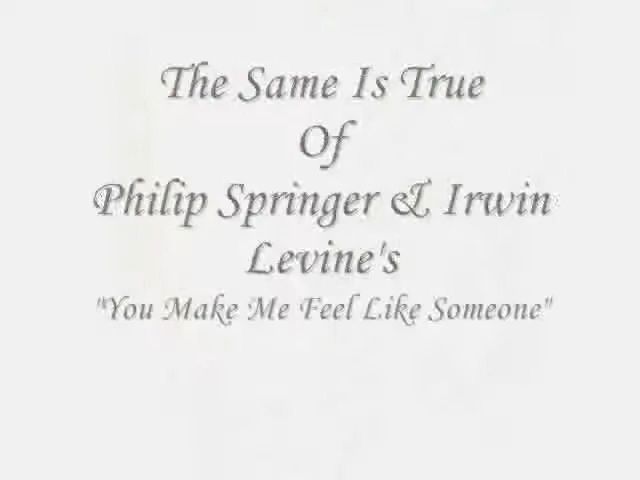 The Same Is True
Of
Philip Springer & Irwin
Levine's
"You Make Me Feel Like Someone"